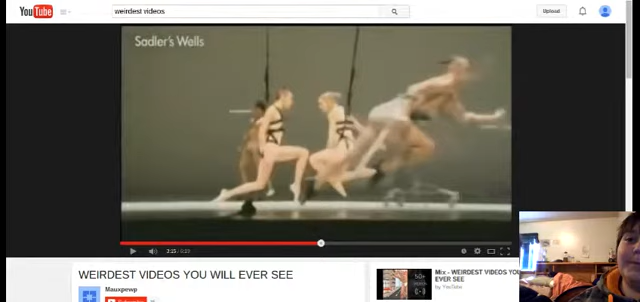 YouTube
weirdest videos
Upload
Sadler's Wells
WEIRDEST VIDEOS YOU WILL EVER SEE
Mauxpewp
Mix - WEIRDEST VIDEOS YOU
EVER SEE
by YouTube
50+